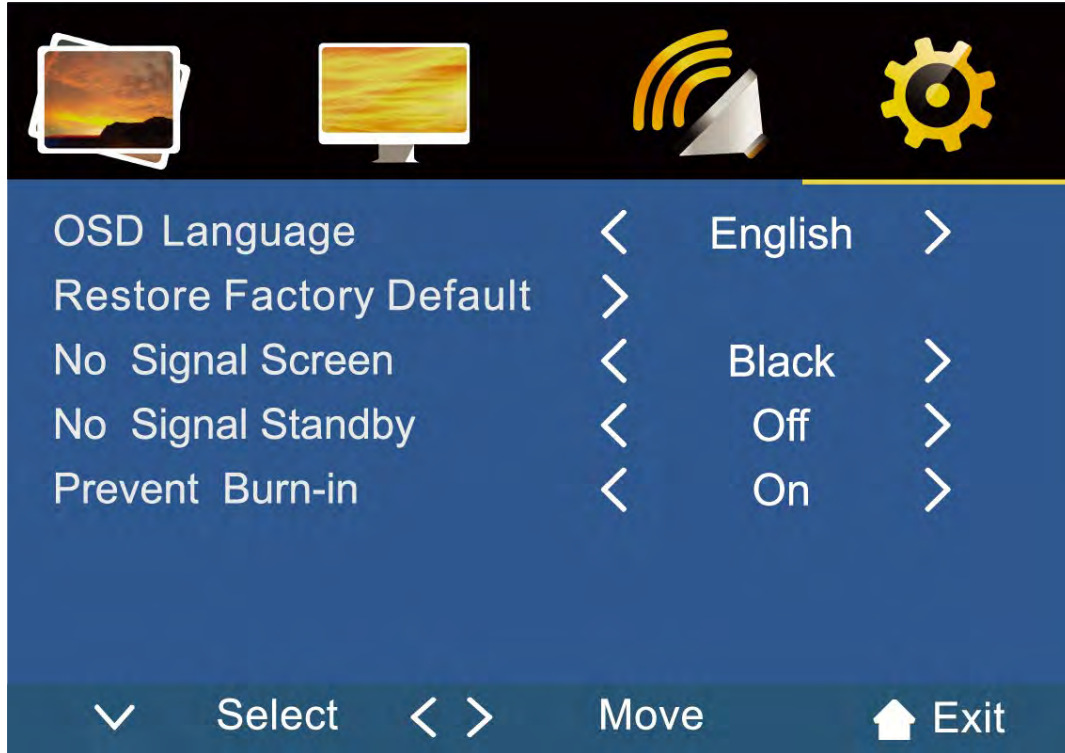 OSD Language < English >
Restore Factory Default >
No Signal Screen < Black >
No Signal Standby < Off >
Prevent Burn-in < On >
Select < > Move Exit